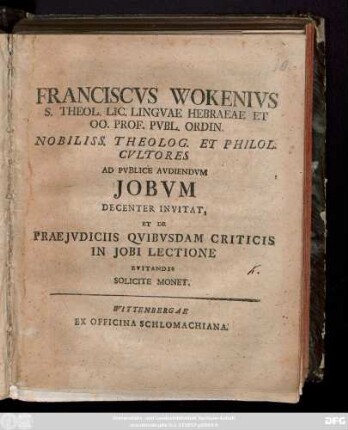 FRANCISCVS WOKENIVS
S. THEOL. LIC. LINGVAE HEBRAEAE ET
OO. PROF. PVBL. ORDIN.
NOBILISS. THEOLOG. ET PHILOL.
CVLTORES
AD PVBLICE AVDIENDVM
JOBVM
DECENTER INVITAT,
ET DE
PRAEJVDICIIS QVIBVSDAM CRITICIS
IN JOBI LECTIONE
EVITANDIS
SOLICITE MONET.
WITTENBERGAE
EX OFFICINA SCHLOMACHIANA.